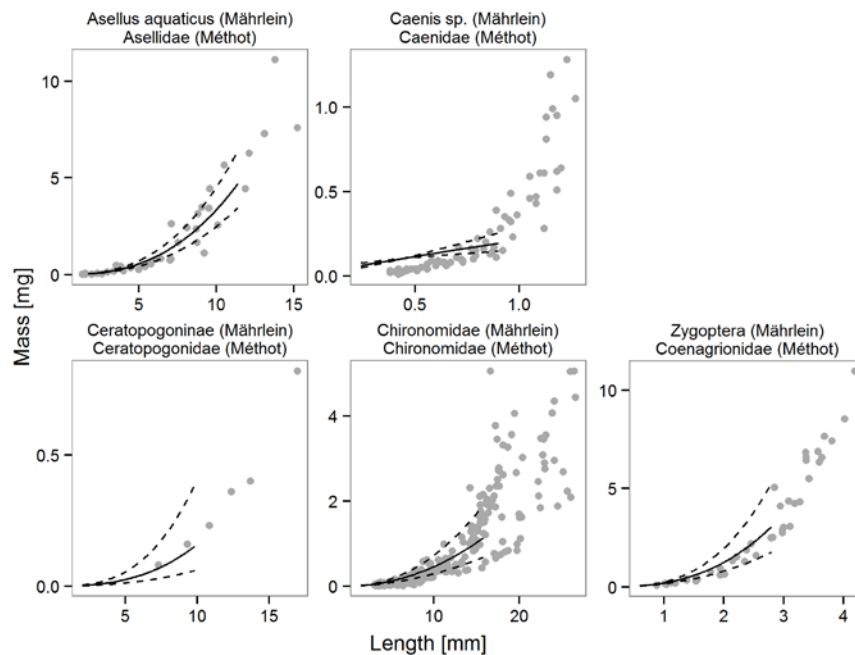 Asellus aquaticus (Mährlein)
Asellidae (Méthot)
Caenis sp. (Mährlein)
Caenidae (Méthot)
10
5
0
5
10
15
1.0
0.5
0.0
0.5
1.0
Mass [mg]
Ceratopogoninae (Mährlein)
Ceratopogonidae (Méthot)
Chironomidae (Mährlein)
Chironomidae (Méthot)
Zygoptera (Mährlein)
Coenagrionidae (Méthot)
0.5
0.0
5
10
15
4
2
0
10
20
10
5
0
1
2
3
4
Length [mm]